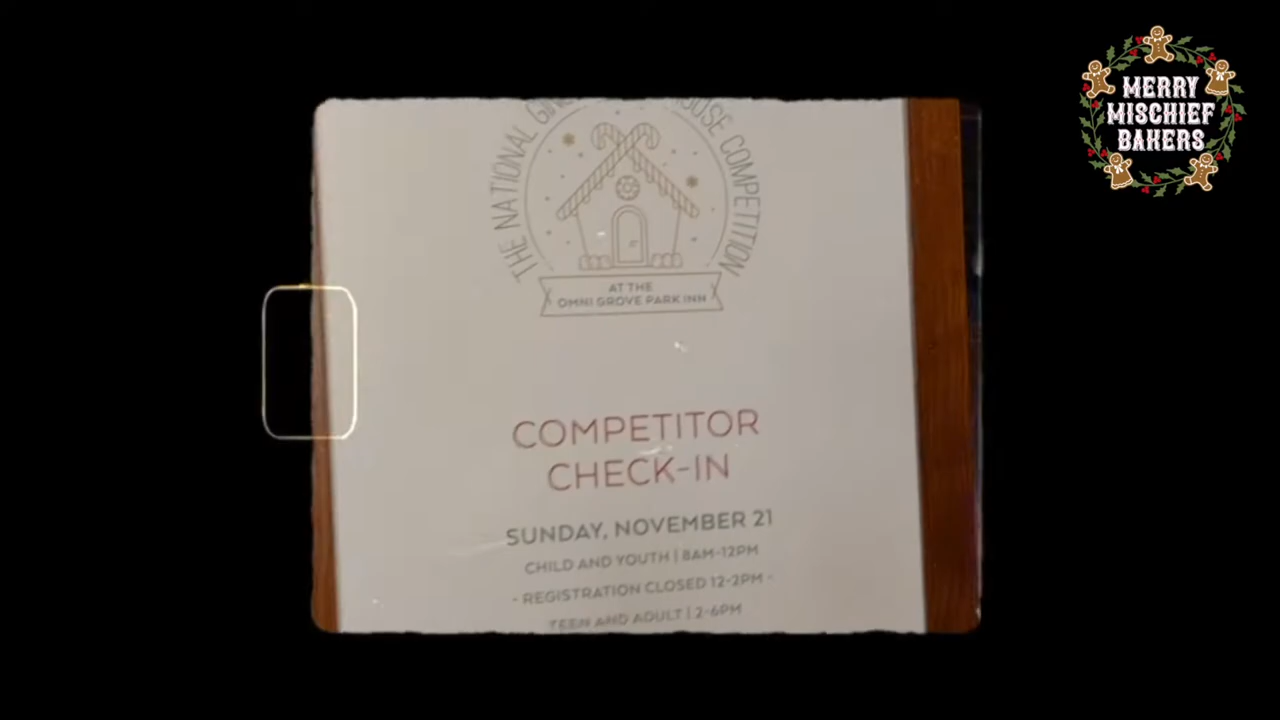 MERRY
MISCHIEF
BAKERS
THE NATIONAL COMPETITION
AT THE
OMNI GROVE PARK INN
COMPETITOR
CHECK-IN
SUNDAY, NOVEMBER 21
CHILD AND YOUTH | 8AM-12PM
- REGISTRATION CLOSED 12-2PM -
TEEN AND ADULT | 2-6PM